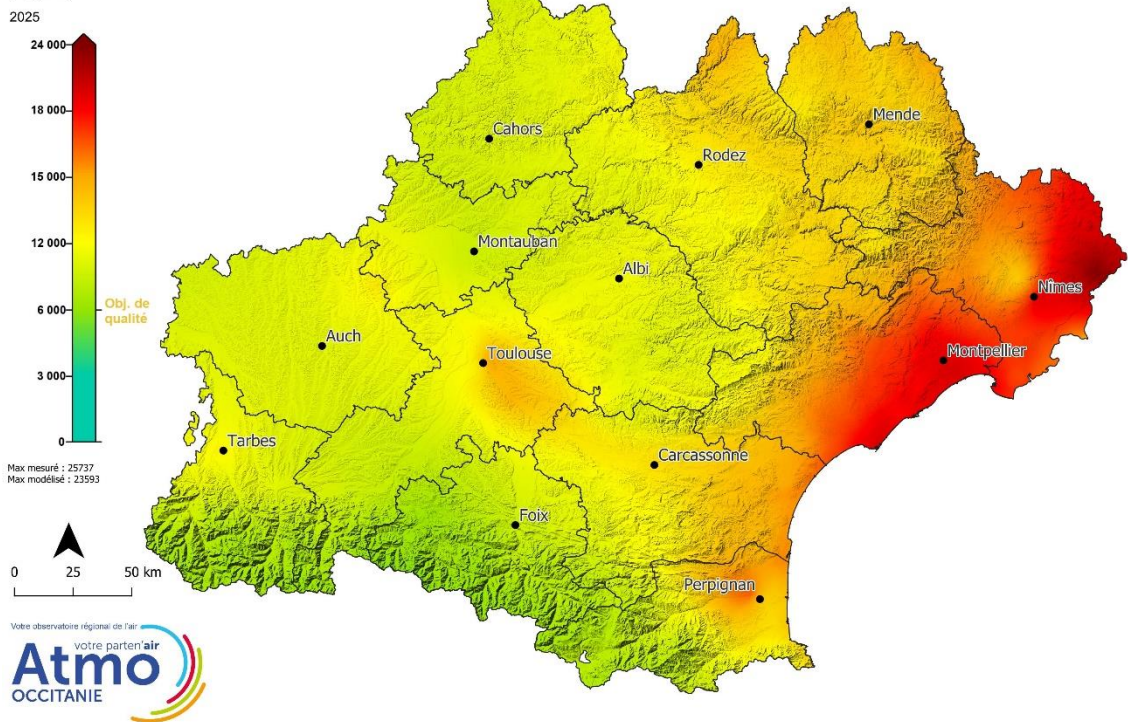 2025
24 000
18 000
15 000
12 000
6 000
3 000
0
Obj. de
qualité
Max mesuré : 25737
Max modélisé : 23593
0 25 50 km
Cahors
Mende
Rodez
Montauban
Albi
Nîmes
Auch
Toulouse
Montpellier
Tarbes
Carcassonne
Foix
Perpignan
Votre observatoire régional de l'air
votre parten'air
Atmo
OCCITANIE